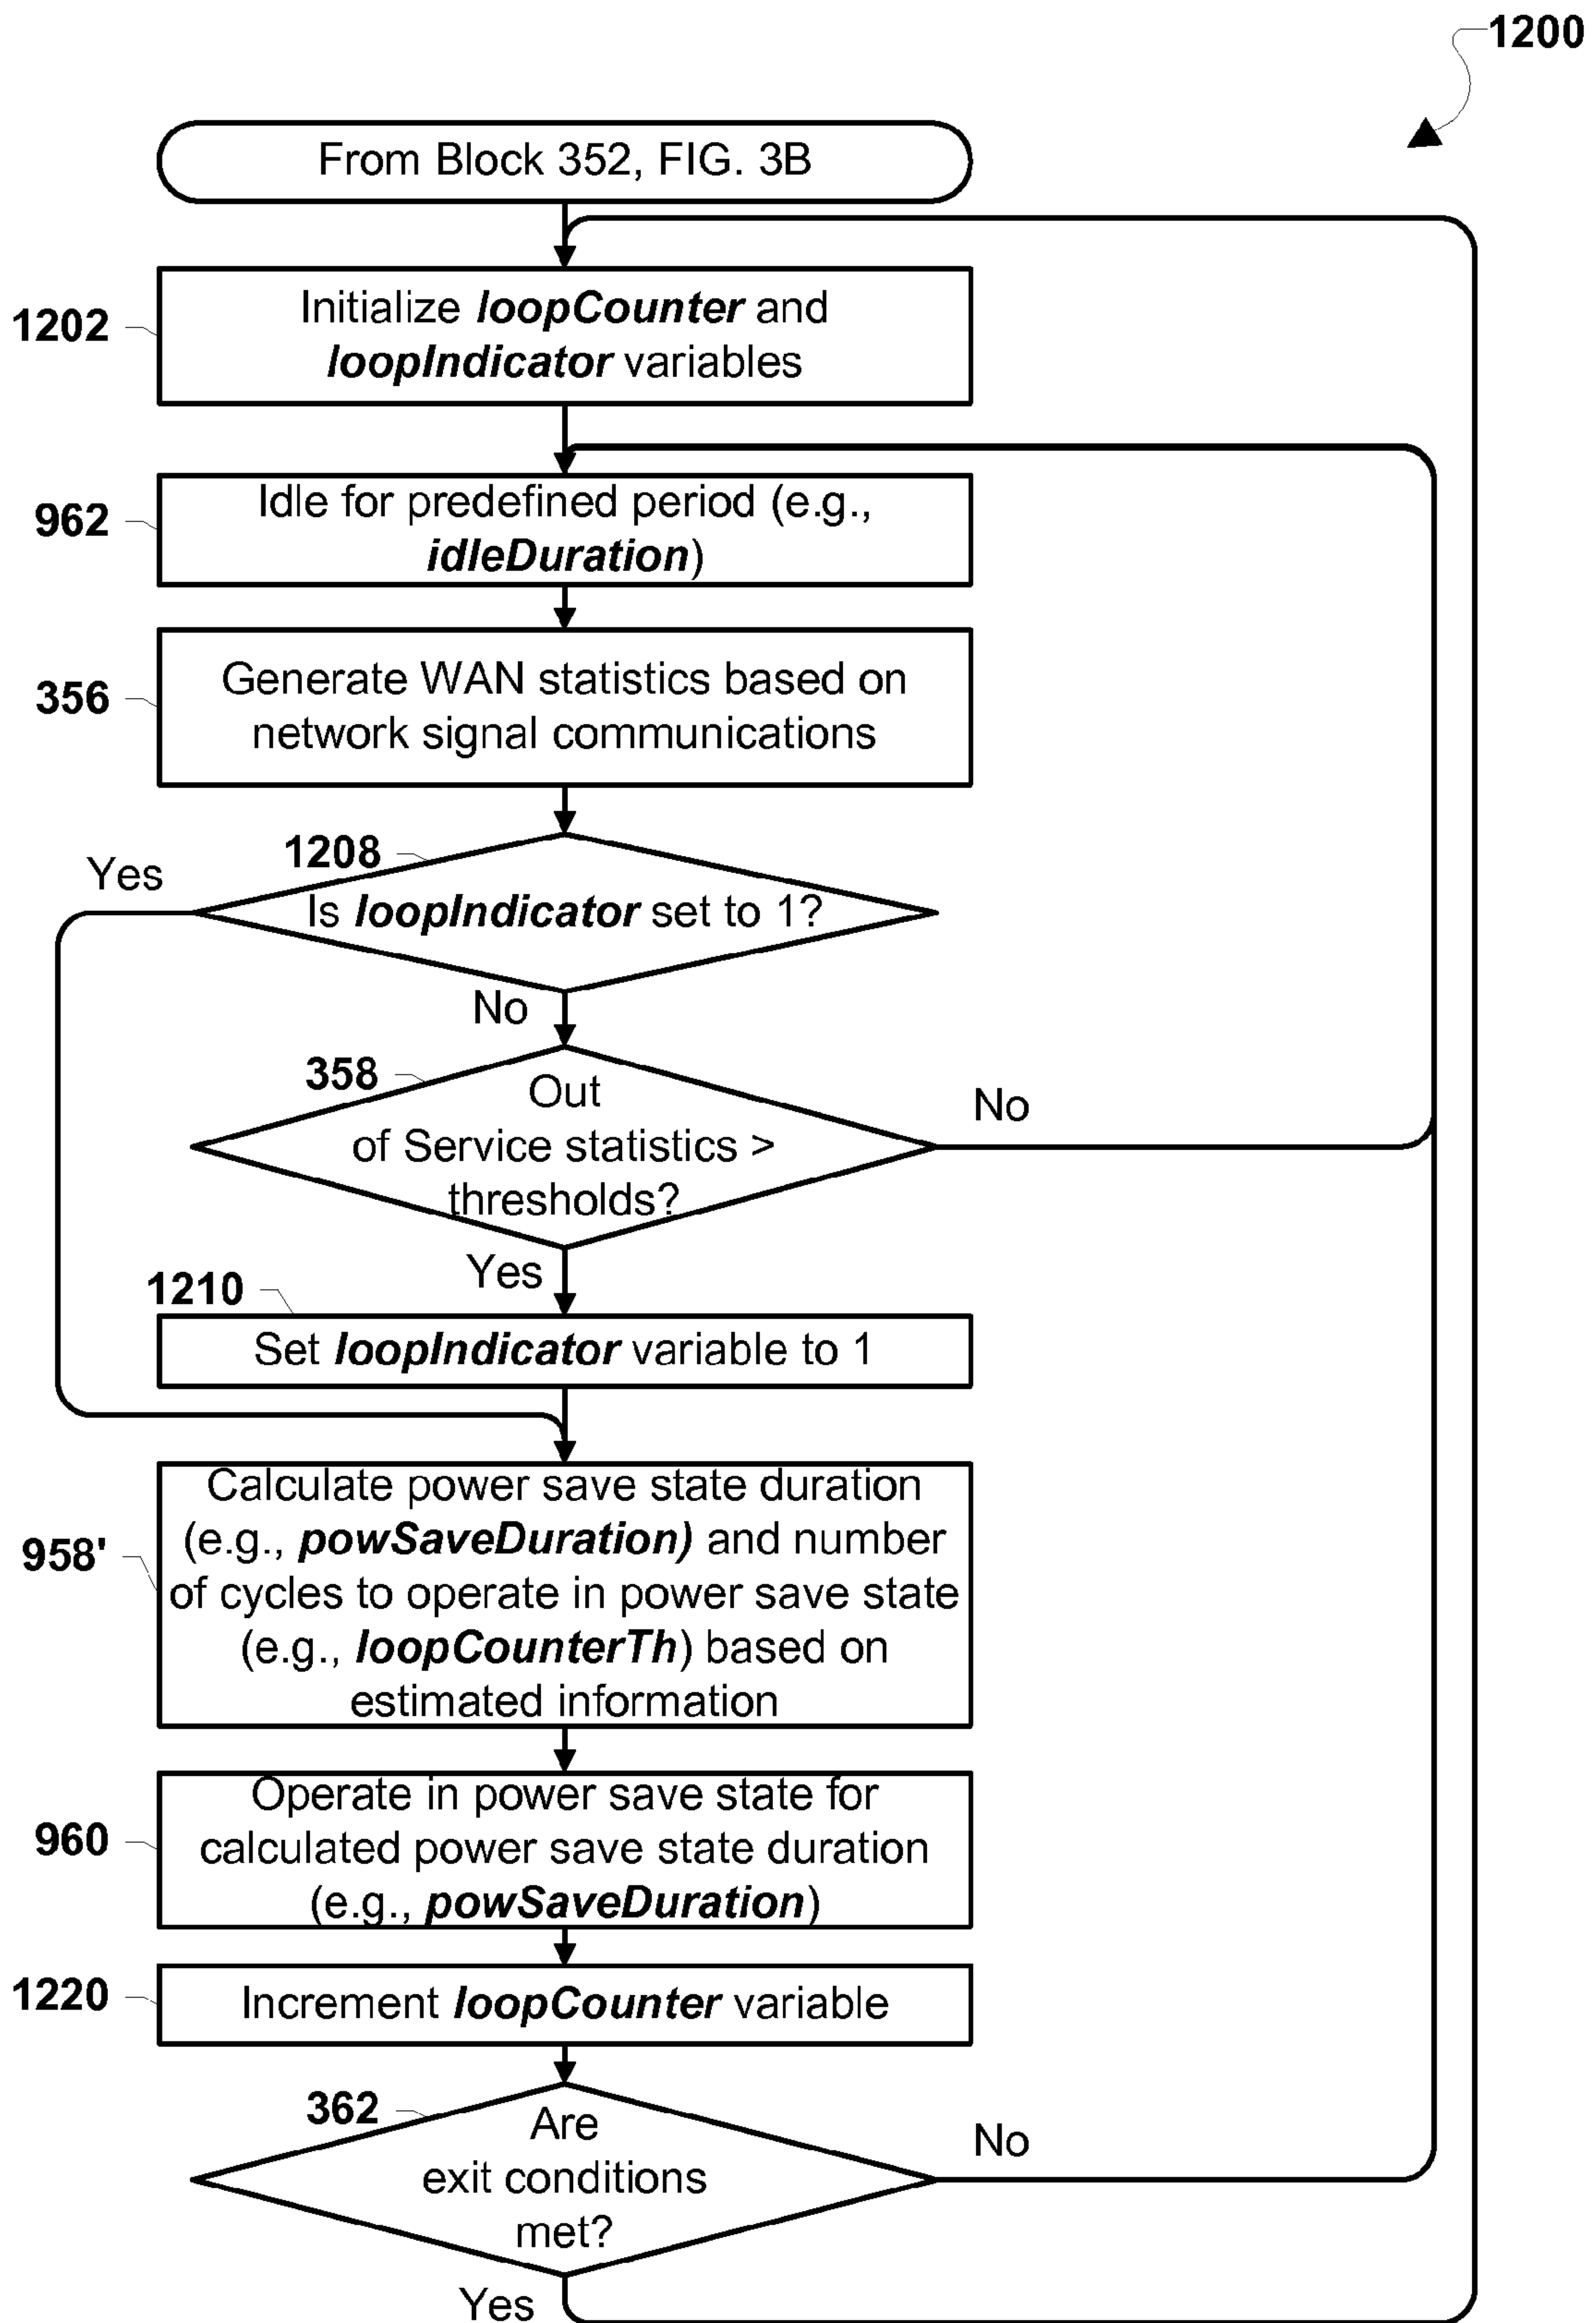 1200
From Block 352, FIG. 3B
1202
Initialize loopCounter and
loopIndicator variables
962
Idle for predefined period (e.g.,
idleDuration)
356
Generate WAN statistics based on
network signal communications
1208
Yes
Is loopIndicator set to 1?
No
358
Out
of Service statistics >
thresholds?
No
Yes
1210
Set loopIndicator variable to 1
958'
Calculate power save state duration
(e.g., powSaveDuration) and number
of cycles to operate in power save state
(e.g., loopCounterTh) based on
estimated information
960
Operate in power save state for
calculated power save state duration
(e.g., powSaveDuration)
1220
Increment loopCounter variable
362
Are
exit conditions
met?
No
Yes